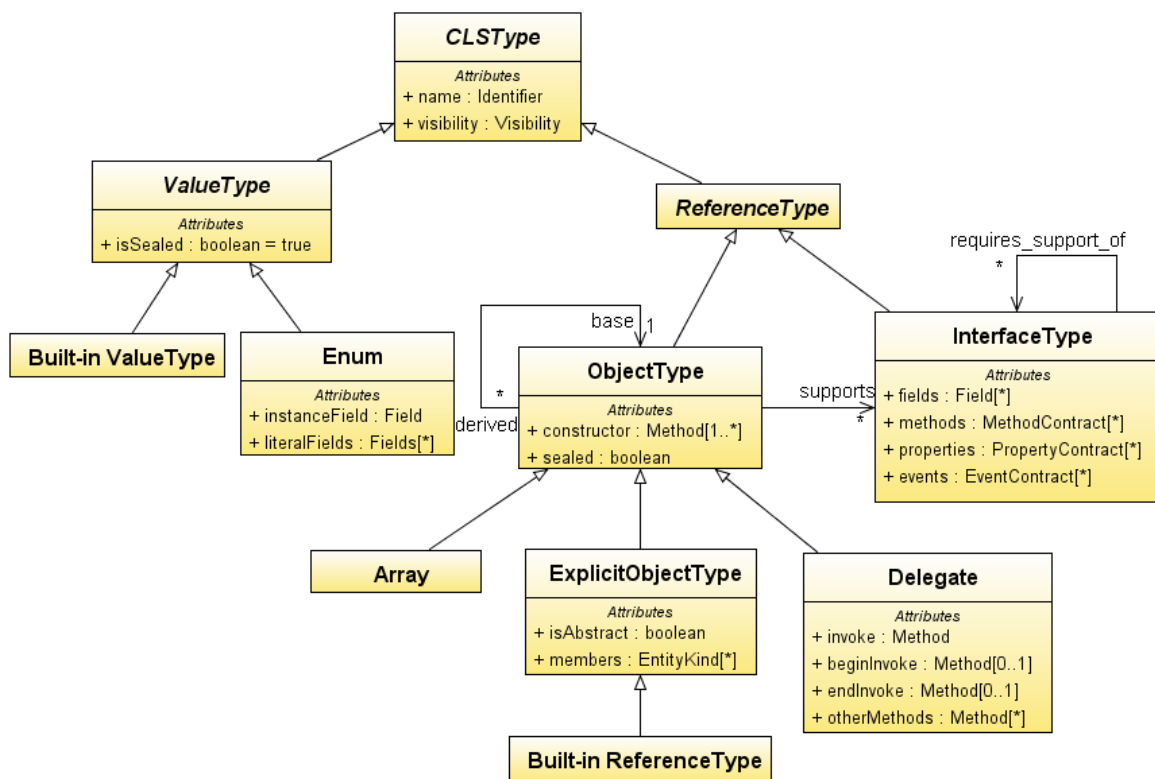 CLSType
Attributes
+ name : Identifier
+ visibility : Visibility
ValueType
Attributes
+ isSealed : boolean = true
ReferenceType
requires_support_of
*
Built-in ValueType
Enum
Attributes
+ instanceField : Field
+ literalFields : Fields[*]
base
1
*
derived
ObjectType
Attributes
+ constructor : Method[1..*]
+ sealed : boolean
supports
*
InterfaceType
Attributes
+ fields : Field[*]
+ methods : MethodContract[*]
+ properties : PropertyContract[*]
+ events : EventContract[*]
Array
ExplicitObjectType
Attributes
+ isAbstract : boolean
+ members : EntityKind[*]
Delegate
Attributes
+ invoke : Method
+ beginInvoke : Method[0..1]
+ endInvoke : Method[0..1]
+ otherMethods : Method[*]
Built-in ReferenceType